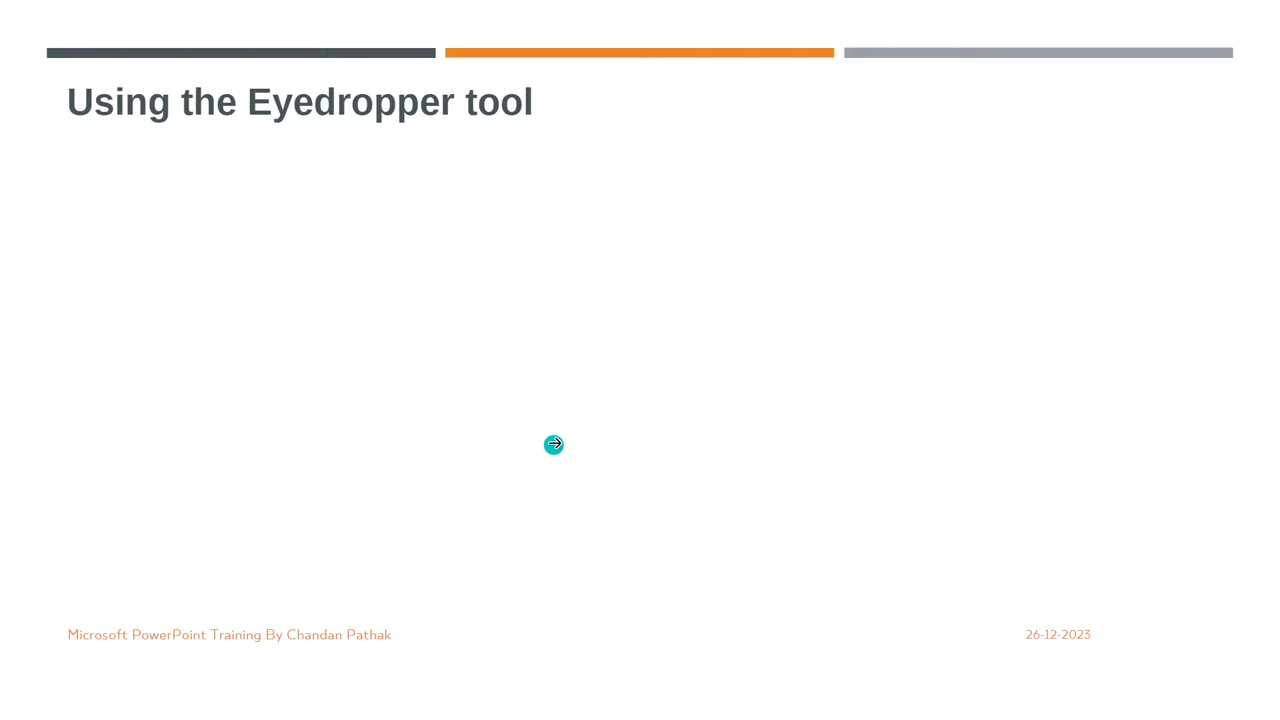 Using the Eyedropper tool
Microsoft PowerPoint Training By Chandan Pathak
26-12-2023